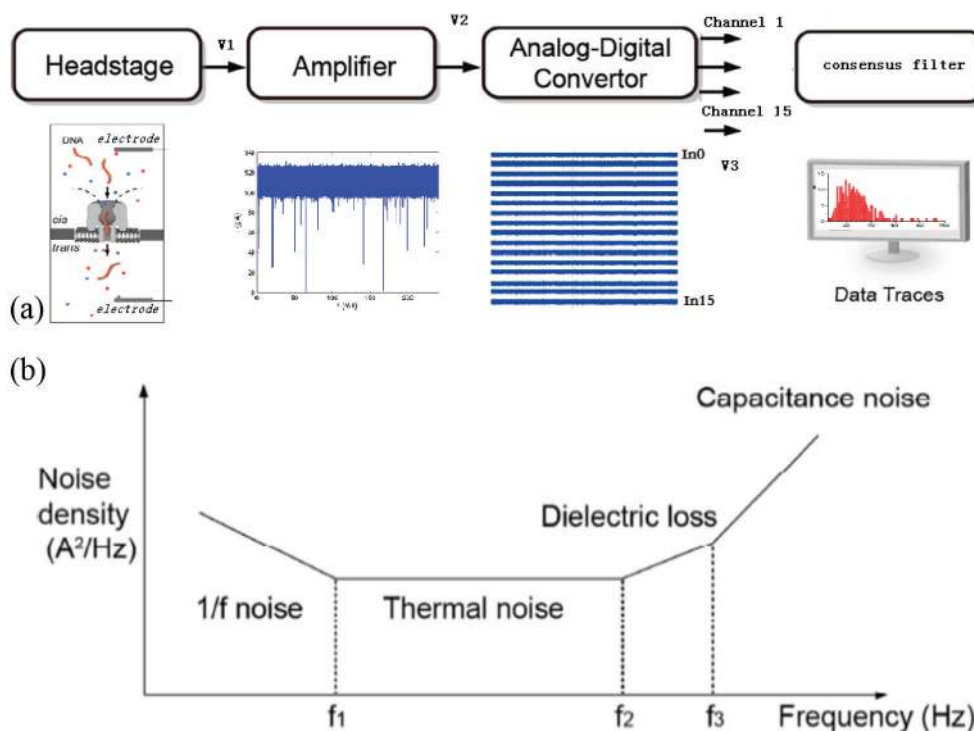 Headstage
V1
Amplifier
V2
Analog-Digital
Convertor
Channel 1
Channel 15
V3
consensus filter
DNA
electrode
cis
trans
electrode
In0
In15
Data Traces
(a)
(b)
Noise
density
(A²/Hz)
1/f noise
Thermal noise
Dielectric loss
Capacitance noise
f₁
f₂
f₃
Frequency (Hz)